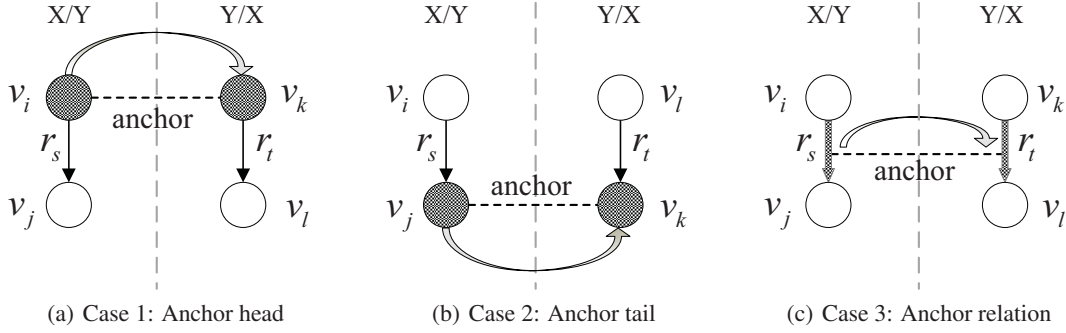 X/Y Y/X X/Y Y/X X/Y Y/X
v_i v_k v_i v_l v_i v_k
anchor
r_s r_t r_s r_t r_s r_t
anchor anchor
v_j v_l v_j v_k v_j v_l
(a) Case 1: Anchor head (b) Case 2: Anchor tail (c) Case 3: Anchor relation